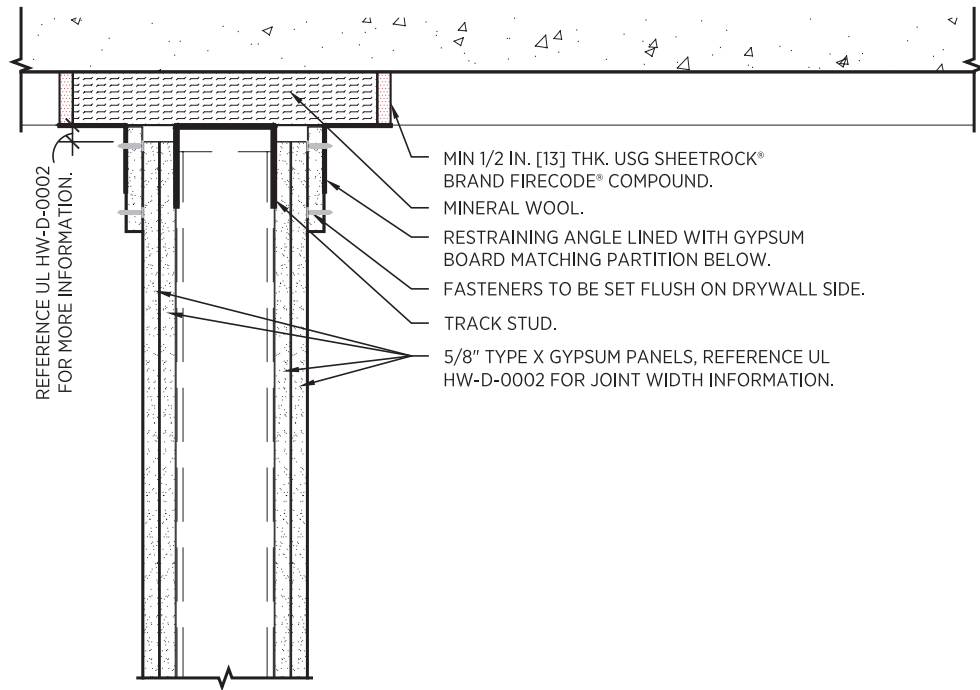 MIN 1/2 IN. [13] THK. USG SHEETROCK®
BRAND FIRECODE® COMPOUND.
MINERAL WOOL.
RESTRAINING ANGLE LINED WITH GYPSUM
BOARD MATCHING PARTITION BELOW.
FASTENERS TO BE SET FLUSH ON DRYWALL SIDE.
TRACK STUD.
5/8" TYPE X GYPSUM PANELS, REFERENCE UL
HW-D-0002 FOR JOINT WIDTH INFORMATION.
REFERENCE UL HW-D-0002
FOR MORE INFORMATION.